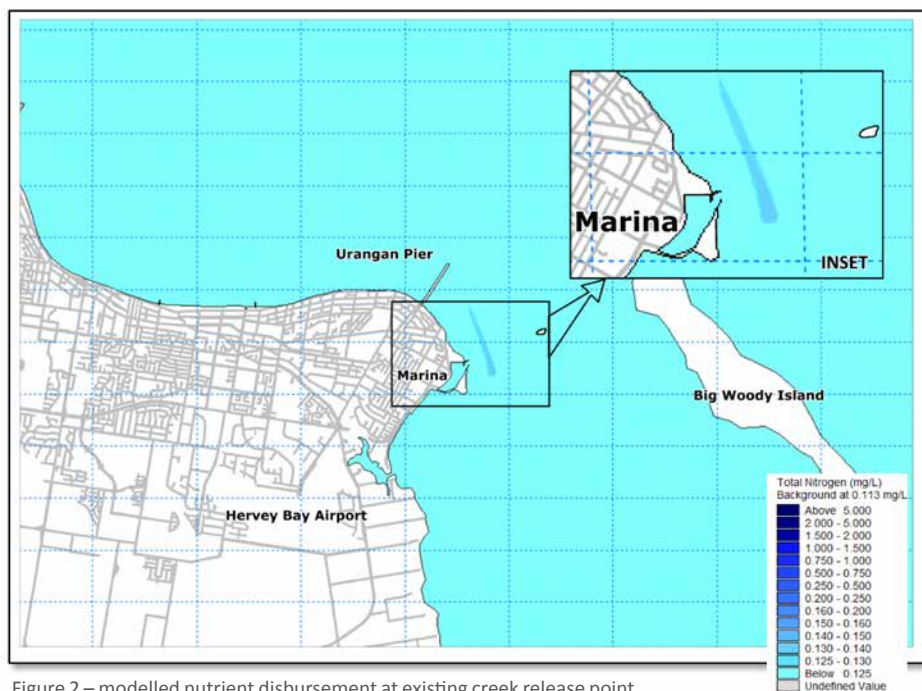 Marina
INSET
Urangan Pier
Marina
Big Woody Island
Hervey Bay Airport
Total Nitrogen (mg/L)
Background at 0.113 mg/L
Above 5.000
2.000 - 5.000
1.500 - 2.000
1.000 - 1.500
0.750 - 1.000
0.500 - 0.750
0.250 - 0.500
0.200 - 0.250
0.160 - 0.200
0.150 - 0.160
0.140 - 0.150
0.130 - 0.140
0.125 - 0.130
Below 0.125
Undefined Value
Figure 2 – modelled nutrient disbursement at existing creek release point